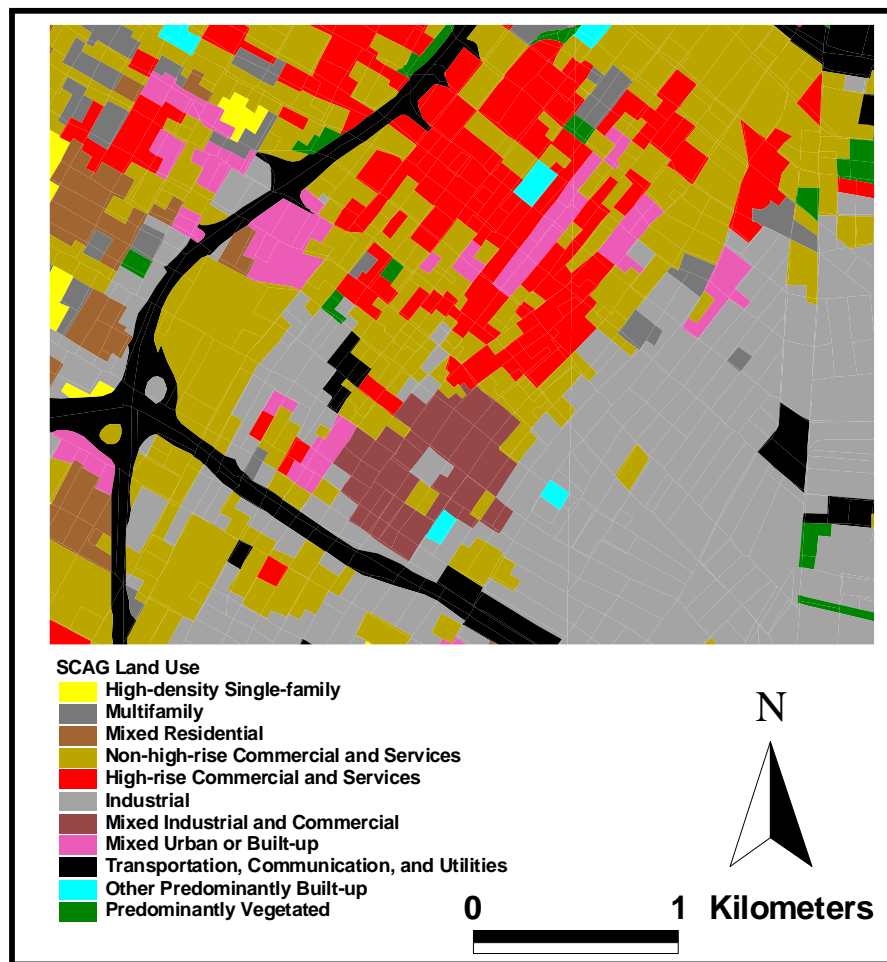 SCAG Land Use
High-density Single-family
Multifamily
Mixed Residential
Non-high-rise Commercial and Services
High-rise Commercial and Services
Industrial
Mixed Industrial and Commercial
Mixed Urban or Built-up
Transportation, Communication, and Utilities
Other Predominantly Built-up
Predominantly Vegetated
N
0 1 Kilometers